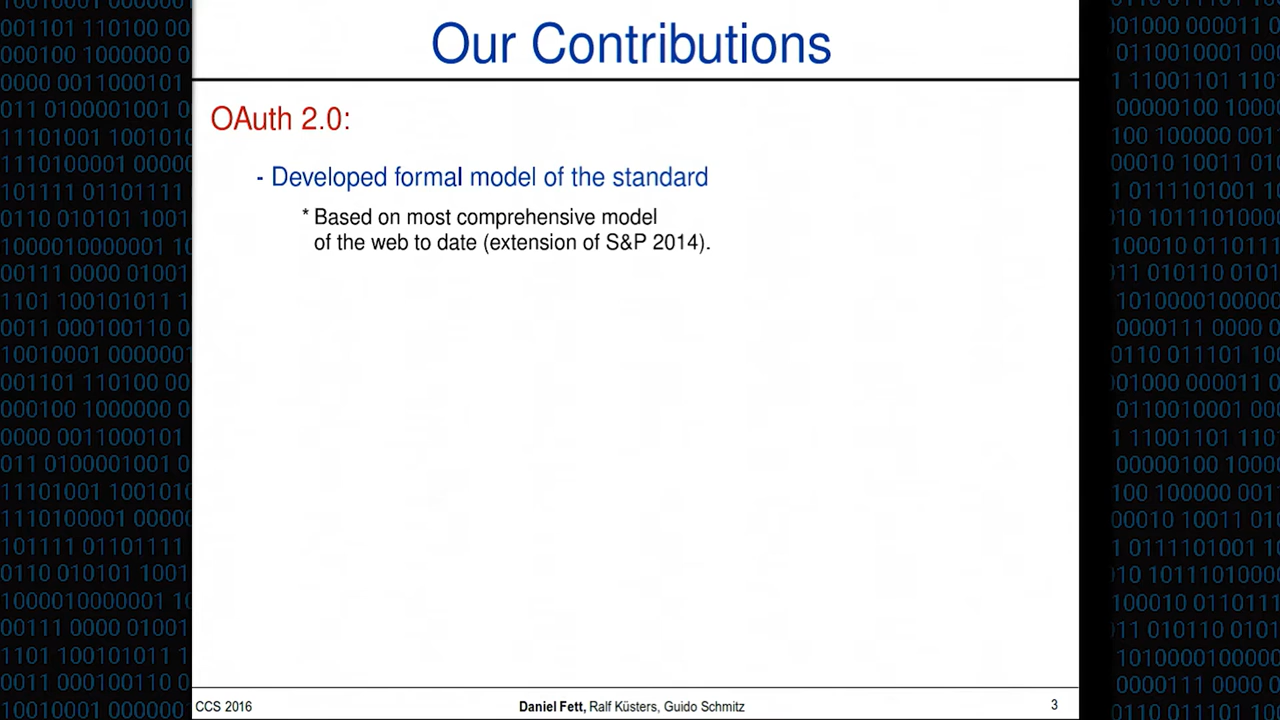 Our Contributions
OAuth 2.0:
- Developed formal model of the standard
* Based on most comprehensive model
of the web to date (extension of S&P 2014).
CCS 2016
Daniel Fett, Ralf Küsters, Guido Schmitz
3